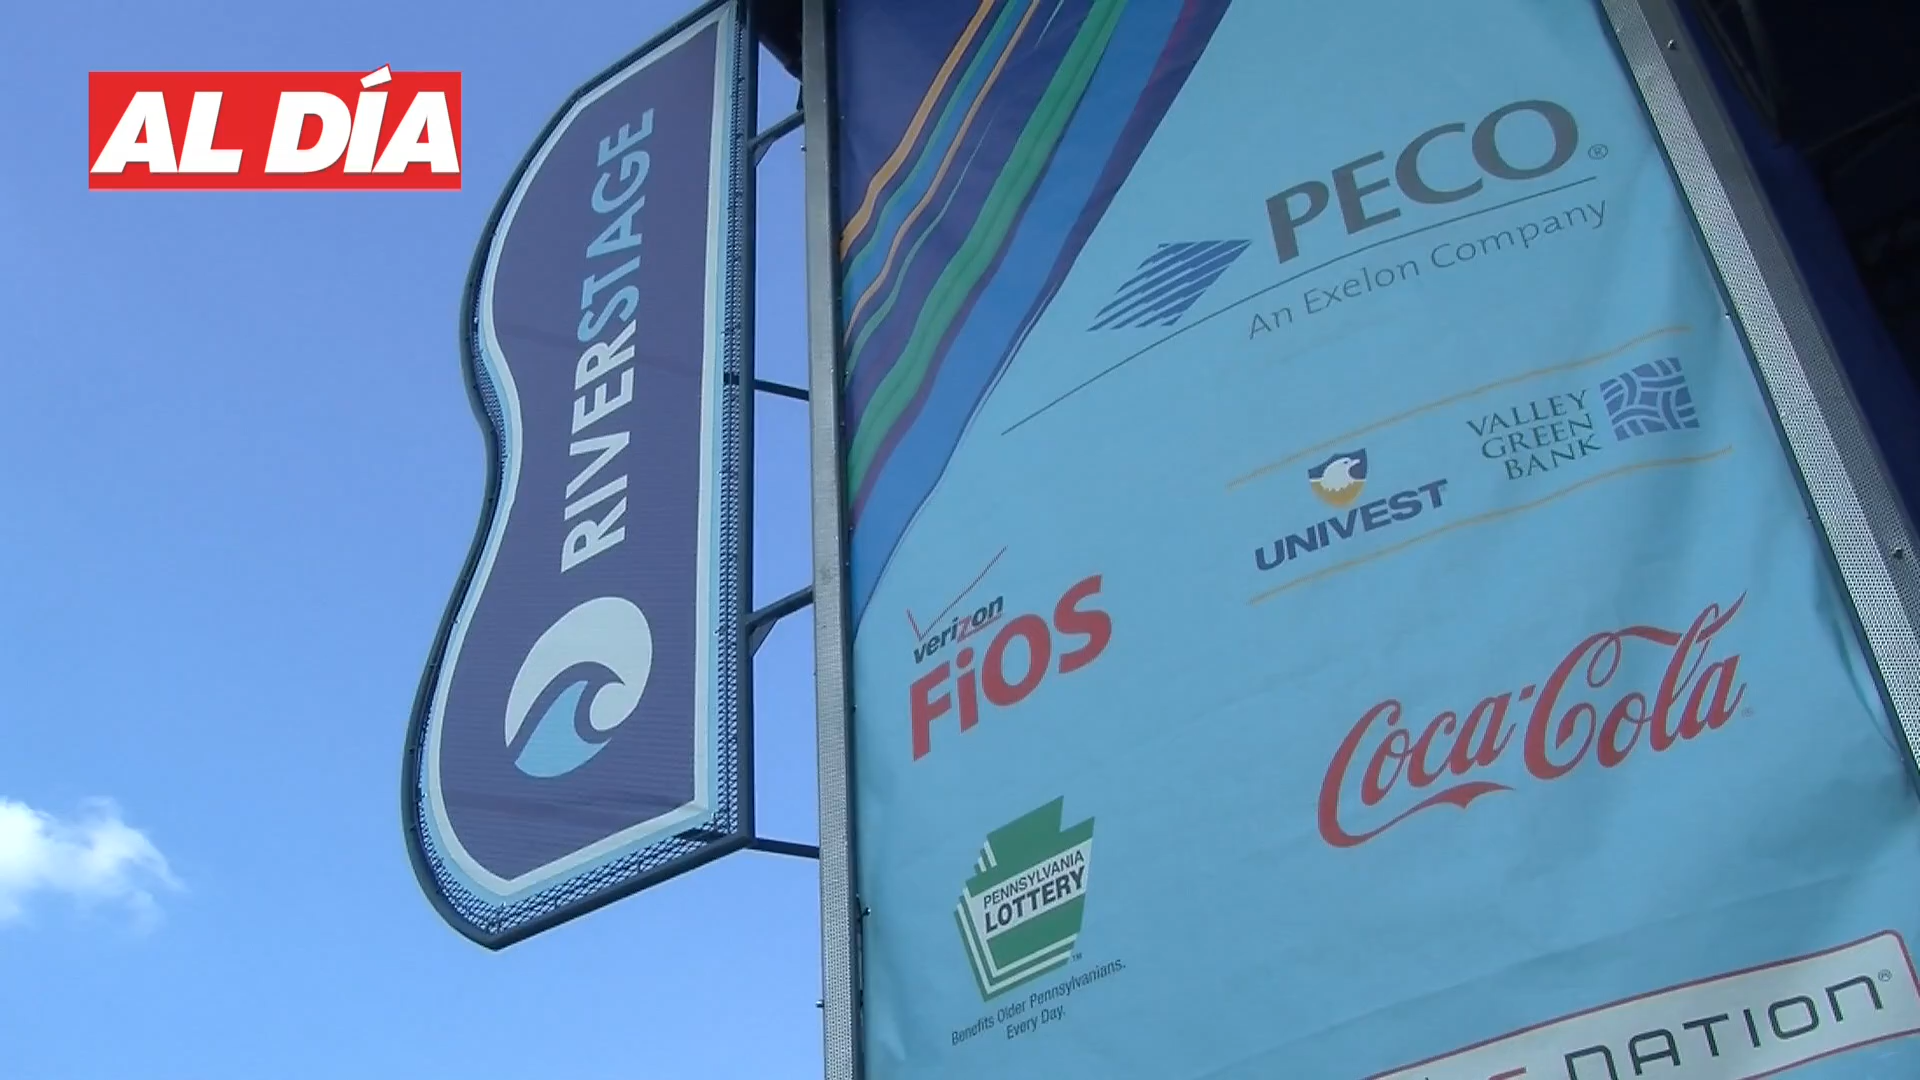 AL DÍA
RIVERSTAGE
PECO®
An Exelon Company
VALLEY
GREEN
BANK
UNIVEST
verizon
FiOS
Coca-Cola
PENNSYLVANIA
LOTTERY
Benefits Older Pennsylvanians.
Every Day.
NATION®